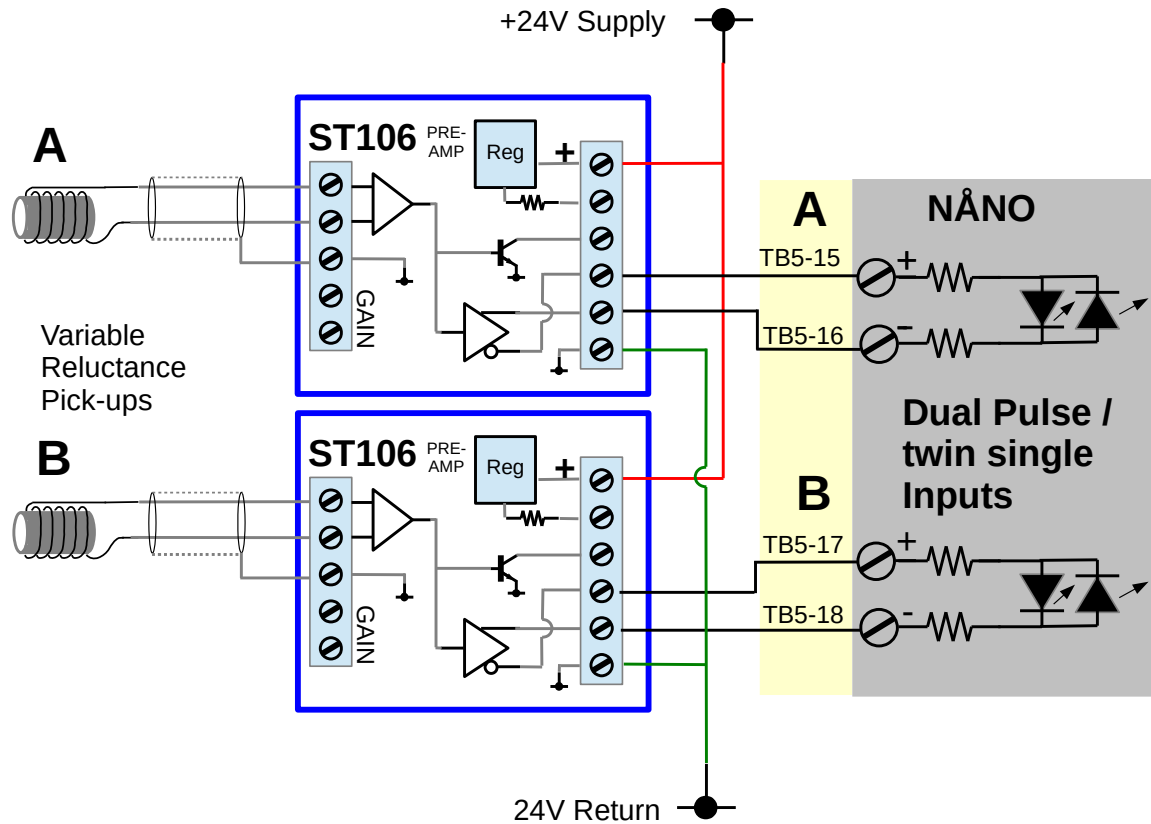 +24V Supply
A
ST106
PRE-
AMP
Reg
+
GAIN
Variable
Reluctance
Pick-ups
A
NÅNO
TB5-15
+
TB5-16
-
Dual Pulse /
twin single
Inputs
B
ST106
PRE-
AMP
Reg
+
GAIN
B
TB5-17
+
TB5-18
-
24V Return